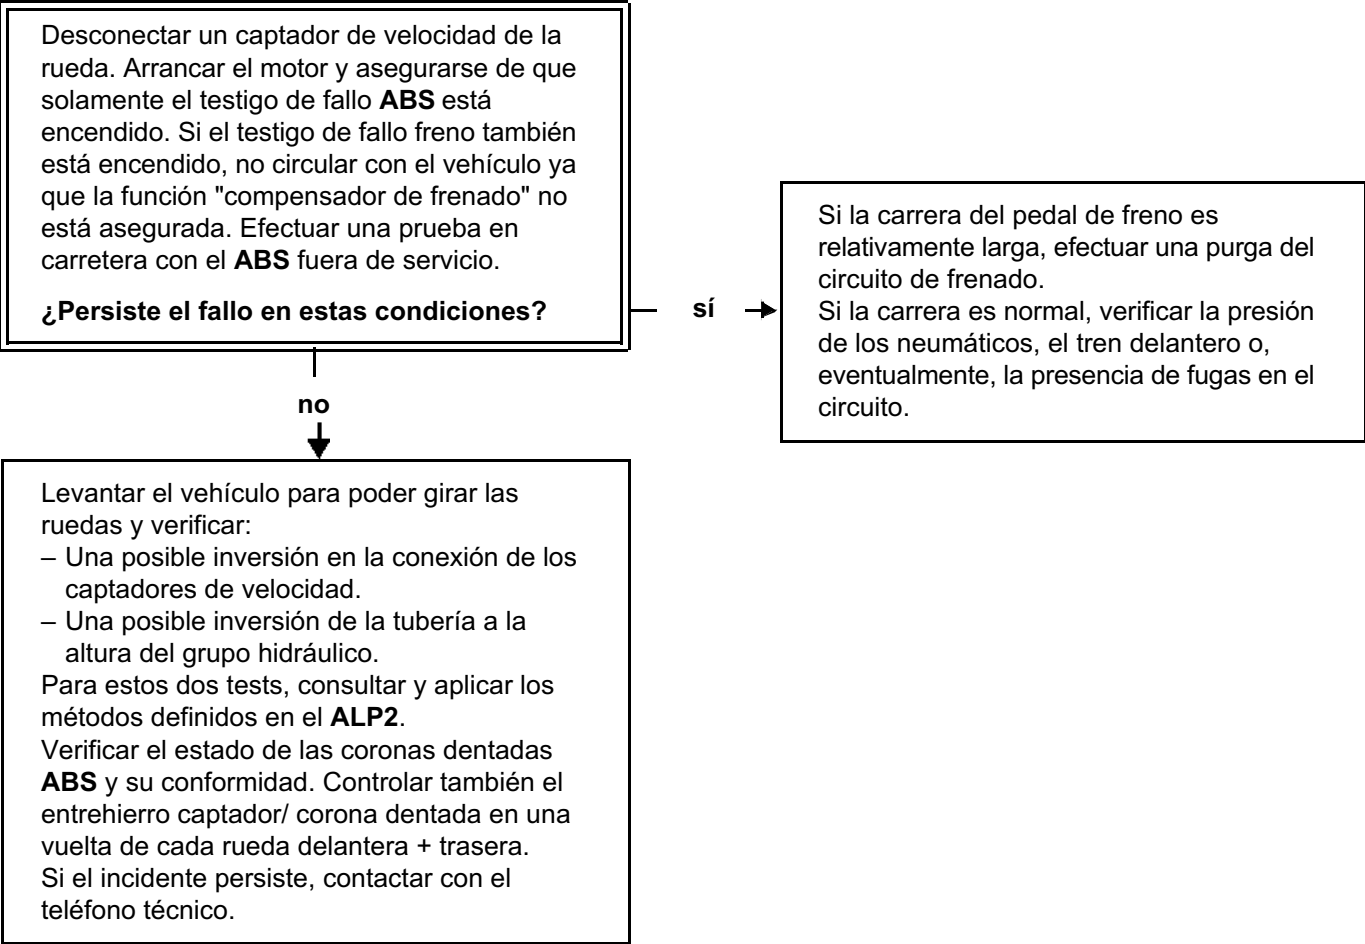 Desconectar un captador de velocidad de la
rueda. Arrancar el motor y asegurarse de que
solamente el testigo de fallo ABS está
encendido. Si el testigo de fallo freno también
está encendido, no circular con el vehículo ya
que la función "compensador de frenado" no
está asegurada. Efectuar una prueba en
carretera con el ABS fuera de servicio.
¿Persiste el fallo en estas condiciones?
sí
Si la carrera del pedal de freno es
relativamente larga, efectuar una purga del
circuito de frenado.
Si la carrera es normal, verificar la presión
de los neumáticos, el tren delantero o,
eventualmente, la presencia de fugas en el
circuito.
no
Levantar el vehículo para poder girar las
ruedas y verificar:
– Una posible inversión en la conexión de los
captadores de velocidad.
– Una posible inversión de la tubería a la
altura del grupo hidráulico.
Para estos dos tests, consultar y aplicar los
métodos definidos en el ALP2.
Verificar el estado de las coronas dentadas
ABS y su conformidad. Controlar también el
entrehierro captador/ corona dentada en una
vuelta de cada rueda delantera + trasera.
Si el incidente persiste, contactar con el
teléfono técnico.